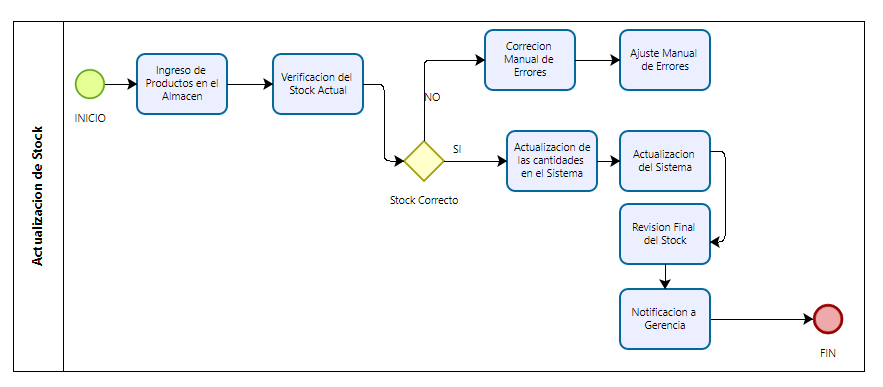 Actualizacion de Stock
INICIO
Ingreso de
Productos en el
Almacen
Verificacion del
Stock Actual
Stock Correcto
NO
Correcion
Manual de
Errores
Ajuste Manual
de Errores
SI
Actualizacion de
las cantidades
en el Sistema
Actualizacion
del Sistema
Revision Final
del Stock
Notificacion a
Gerencia
FIN